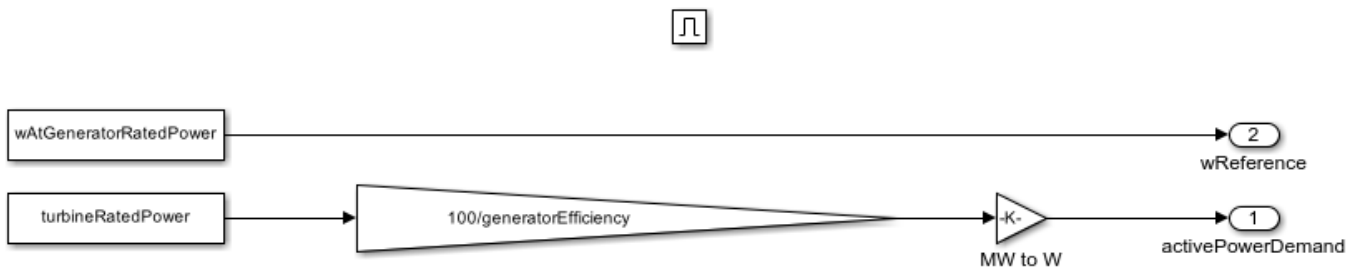 wAtGeneratorRatedPower
2
wReference
turbineRatedPower
100/generatorEfficiency
-K-
MW to W
1
activePowerDemand